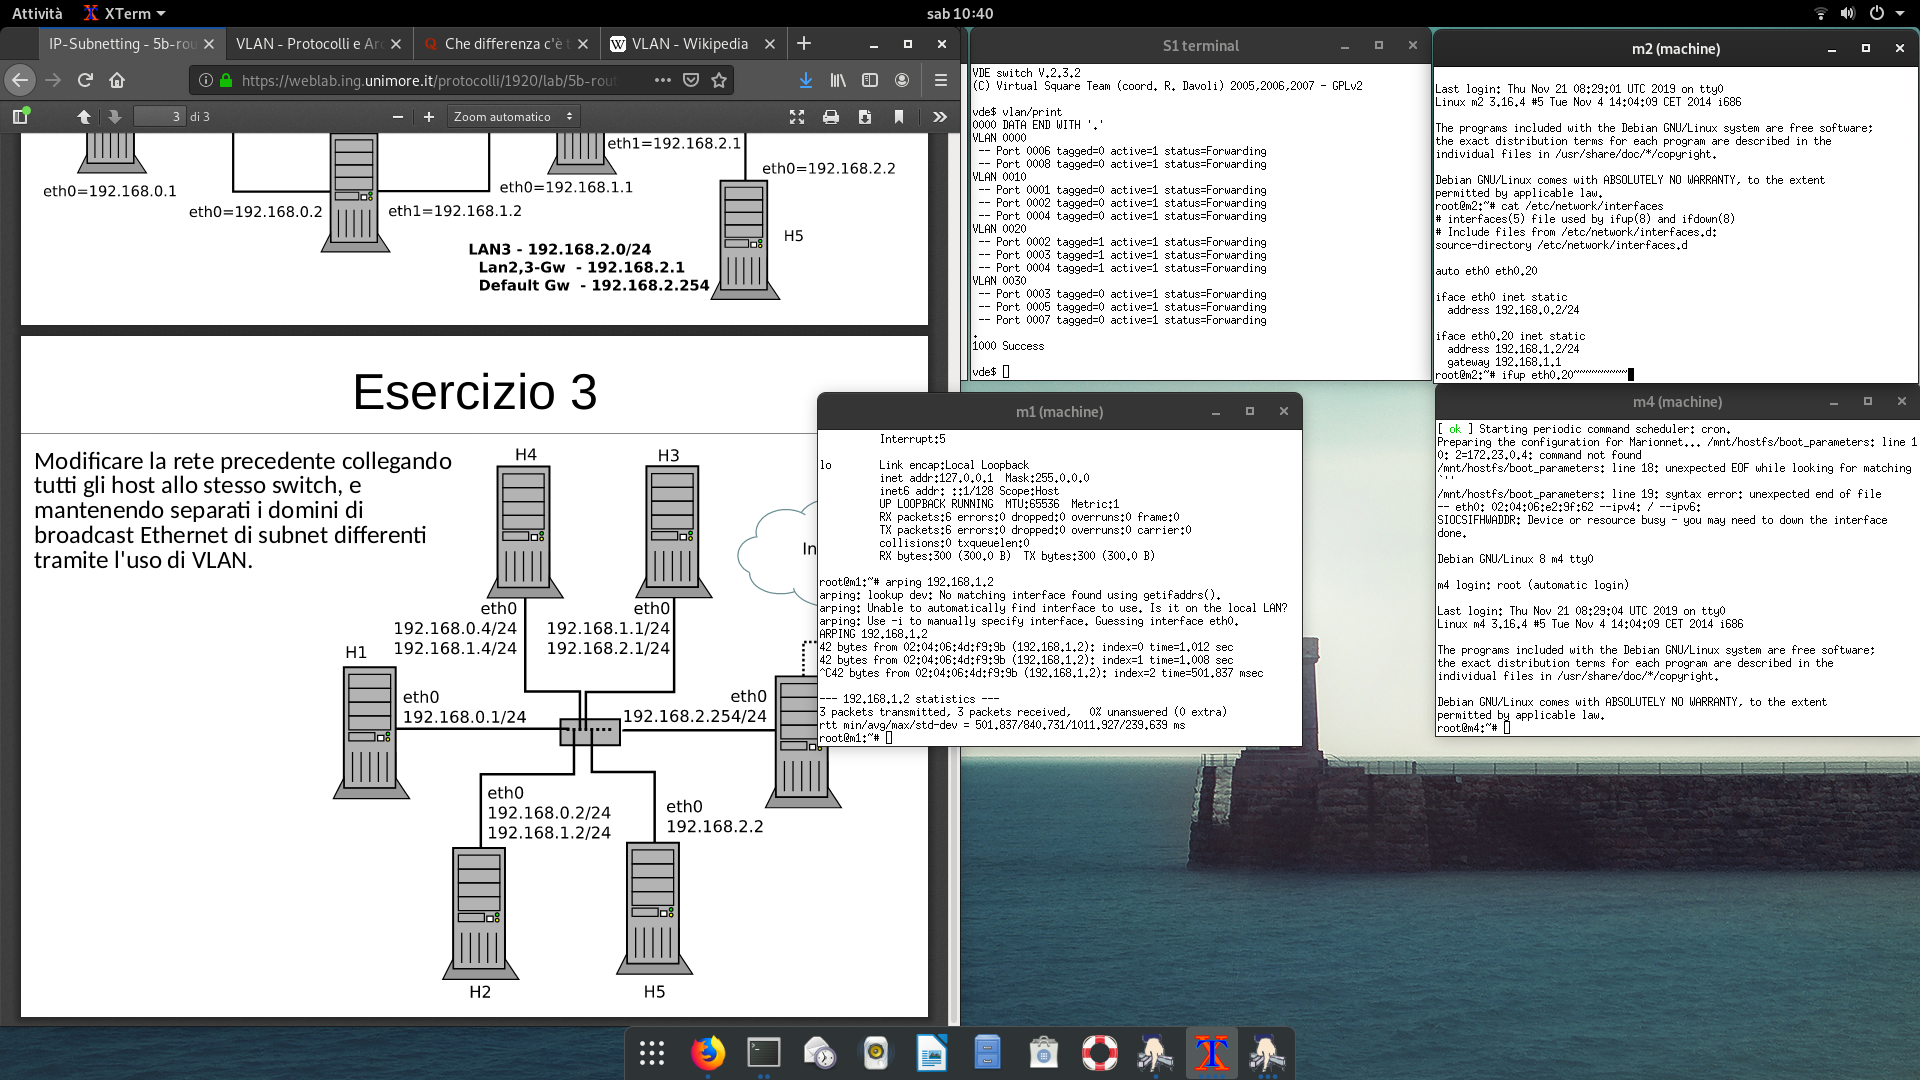 Attività
XTerm
sab 10:40
IP-Subnetting - 5b-rou
VLAN - Protocolli e Arc
Che differenza c'è t
VLAN - Wikipedia
https://weblab.ing.unimore.it/protocolli/1920/lab/5b-rout
3
di 3
Zoom automatico
eth1=192.168.2.1
eth0=192.168.2.2
eth0=192.168.0.1
eth0=192.168.1.1
eth0=192.168.0.2
eth1=192.168.1.2
H5
LAN3 - 192.168.2.0/24
Lan2,3-Gw - 192.168.2.1
Default Gw - 192.168.2.254
Esercizio 3
Modificare la rete precedente collegando
tutti gli host allo stesso switch, e
mantenendo separati i domini di
broadcast Ethernet di subnet differenti
tramite l'uso di VLAN.
H4
H3
In
eth0
192.168.0.4/24
192.168.1.4/24
eth0
192.168.1.1/24
192.168.2.1/24
H1
eth0
192.168.0.1/24
eth0
192.168.2.254/24
eth0
192.168.0.2/24
192.168.1.2/24
eth0
192.168.2.2
H2
H5
S1 terminal
VDE switch V.2.3.2
(C) Virtual Square Team (coord. R. Davoli) 2005,2006,2007 - GPLv2
vde$ vlan/print
0000 DATA END WITH '.'
VLAN 0000
-- Port 0006 tagged=0 active=1 status=Forwarding
-- Port 0008 tagged=0 active=1 status=Forwarding
VLAN 0010
-- Port 0001 tagged=0 active=1 status=Forwarding
-- Port 0002 tagged=0 active=1 status=Forwarding
-- Port 0004 tagged=0 active=1 status=Forwarding
VLAN 0020
-- Port 0002 tagged=1 active=1 status=Forwarding
-- Port 0003 tagged=1 active=1 status=Forwarding
-- Port 0004 tagged=1 active=1 status=Forwarding
VLAN 0030
-- Port 0003 tagged=0 active=1 status=Forwarding
-- Port 0005 tagged=0 active=1 status=Forwarding
-- Port 0007 tagged=0 active=1 status=Forwarding
.
1000 Success
vde$
m1 (machine)
Interrupt:5
lo Link encap:Local Loopback
inet addr:127.0.0.1 Mask:255.0.0.0
inet6 addr: ::1/128 Scope:Host
UP LOOPBACK RUNNING MTU:65536 Metric:1
RX packets:6 errors:0 dropped:0 overruns:0 frame:0
TX packets:6 errors:0 dropped:0 overruns:0 carrier:0
collisions:0 txqueuelen:0
RX bytes:300 (300.0 B) TX bytes:300 (300.0 B)
root@m1:~# arping 192.168.1.2
arping: lookup dev: No matching interface found using getifaddrs().
arping: Unable to automatically find interface to use. Is it on the local LAN?
arping: Use -i to manually specify interface. Guessing interface eth0.
ARPING 192.168.1.2
42 bytes from 02:04:06:4d:f9:9b (192.168.1.2): index=0 time=1.012 sec
42 bytes from 02:04:06:4d:f9:9b (192.168.1.2): index=1 time=1.008 sec
^C42 bytes from 02:04:06:4d:f9:9b (192.168.1.2): index=2 time=501.837 msec
--- 192.168.1.2 statistics ---
3 packets transmitted, 3 packets received, 0% unanswered (0 extra)
rtt min/avg/max/std-dev = 501.837/840.731/1011.927/239.639 ms
root@m1:~#
m2 (machine)
Last login: Thu Nov 21 08:29:01 UTC 2019 on tty0
Linux m2 3.16.4 #5 Tue Nov 4 14:04:09 CET 2014 i686
The programs included with the Debian GNU/Linux system are free software;
the exact distribution terms for each program are described in the
individual files in /usr/share/doc/*/copyright.
Debian GNU/Linux comes with ABSOLUTELY NO WARRANTY, to the extent
permitted by applicable law.
root@m2:~# cat /etc/network/interfaces
# interfaces(5) file used by ifup(8) and ifdown(8)
# Include files from /etc/network/interfaces.d:
source-directory /etc/network/interfaces.d
auto eth0 eth0.20
iface eth0 inet static
address 192.168.0.2/24
iface eth0.20 inet static
address 192.168.1.2/24
gateway 192.168.1.1
root@m2:~# ifup eth0.20~~~~~~~~~
m4 (machine)
[ ok ] Starting periodic command scheduler: cron.
Preparing the configuration for Marionnet... /mnt/hostfs/boot_parameters: line 1
0: 2=172.23.0.4: command not found
/mnt/hostfs/boot_parameters: line 18: unexpected EOF while looking for matching
`''
/mnt/hostfs/boot_parameters: line 19: syntax error: unexpected end of file
-- eth0: 02:04:06:e2:9f:62 --ipv4: / --ipv6:
SIOCSIFHWADDR: Device or resource busy - you may need to down the interface
done.
Debian GNU/Linux 8 m4 tty0
m4 login: root (automatic login)
Last login: Thu Nov 21 08:29:04 UTC 2019 on tty0
Linux m4 3.16.4 #5 Tue Nov 4 14:04:09 CET 2014 i686
The programs included with the Debian GNU/Linux system are free software;
the exact distribution terms for each program are described in the
individual files in /usr/share/doc/*/copyright.
Debian GNU/Linux comes with ABSOLUTELY NO WARRANTY, to the extent
permitted by applicable law.
root@m4:~#